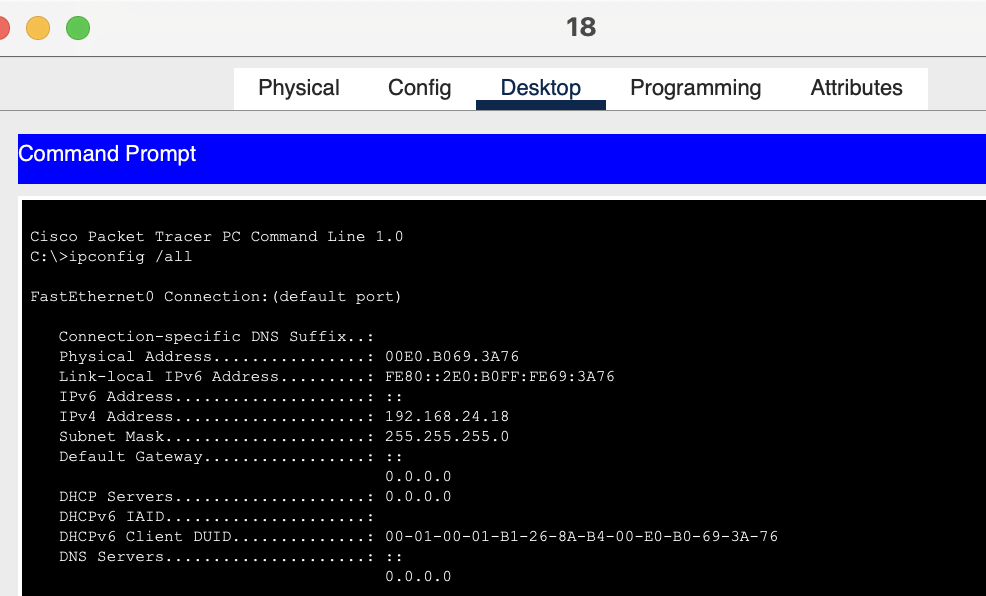 18
Physical Config Desktop Programming Attributes
Command Prompt
Cisco Packet Tracer PC Command Line 1.0
C:\>ipconfig /all
FastEthernet0 Connection:(default port)
Connection-specific DNS Suffix..:
Physical Address................: 00E0.B069.3A76
Link-local IPv6 Address.........: FE80::2E0:B0FF:FE69:3A76
IPv6 Address....................: ::
IPv4 Address....................: 192.168.24.18
Subnet Mask.....................: 255.255.255.0
Default Gateway.................: ::
0.0.0.0
DHCP Servers....................: 0.0.0.0
DHCPv6 IAID.....................:
DHCPv6 Client DUID..............: 00-01-00-01-B1-26-8A-B4-00-E0-B0-69-3A-76
DNS Servers.....................: ::
0.0.0.0